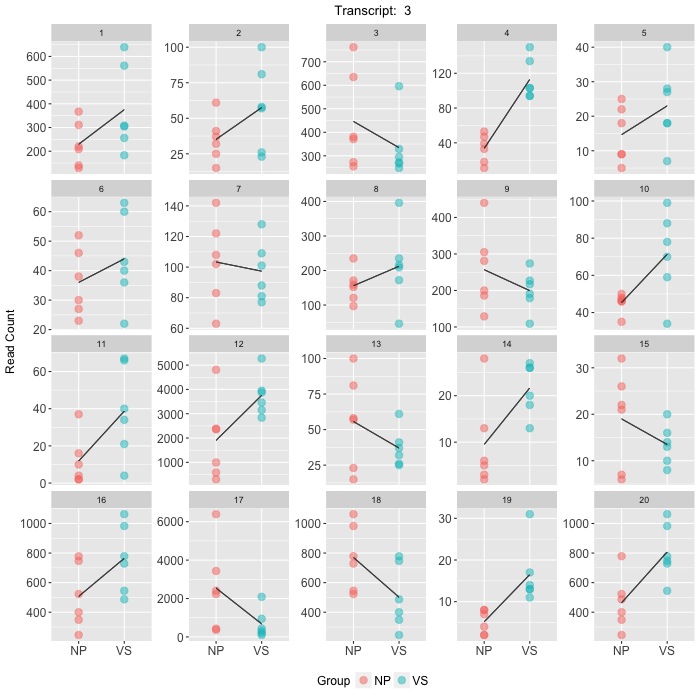 Transcript: 3
1 2 3 4 5
600 500 400 300 200
100 75 50 25
700 600 500 400 300
120 80 40
40 30 20 10
6 7 8 9 10
60 50 40 30 20
140 120 100 80 60
400 300 200 100
400 300 200 100
100 80 60 40
Read Count
11 12 13 14 15
60 40 20 0
5000 4000 3000 2000 1000
100 75 50 25
20 10
30 20 10
16 17 18 19 20
1000 800 600 400
6000 4000 2000 0
1000 800 600 400
30 20 10
1000 800 600 400
NP VS NP VS NP VS NP VS NP VS
Group NP VS